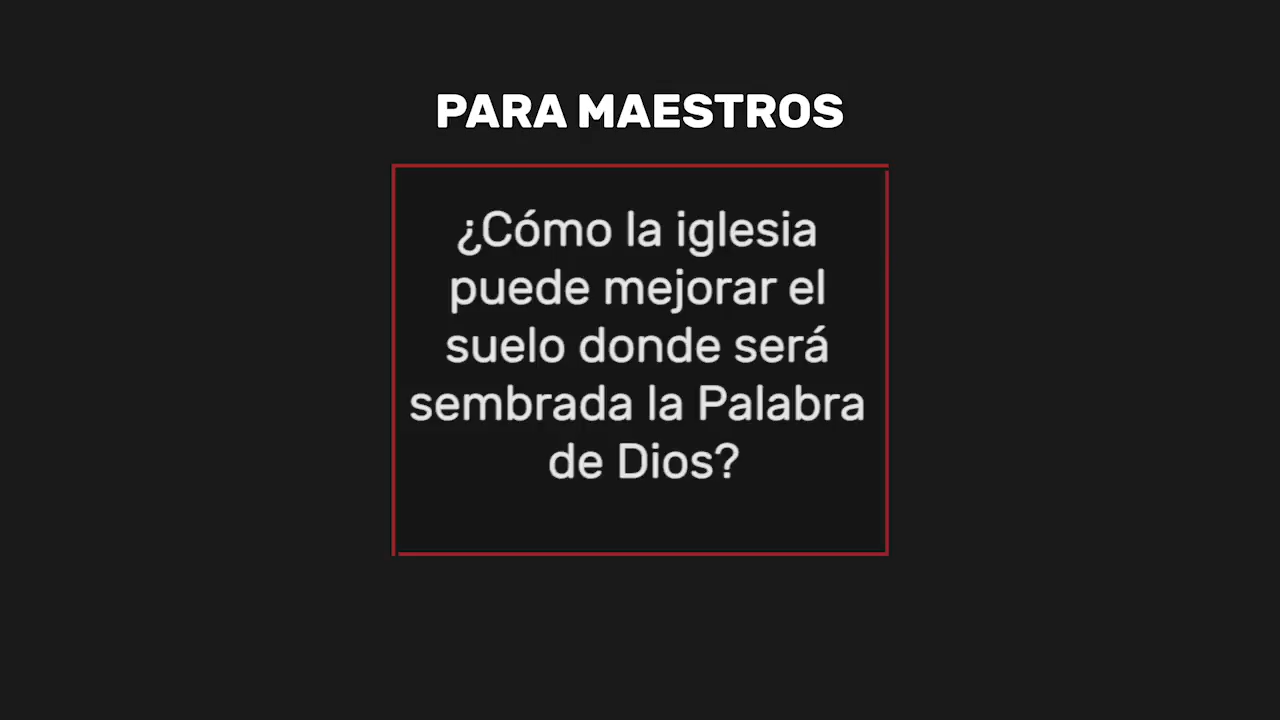 PARA MAESTROS
¿Cómo la iglesia
puede mejorar el
suelo donde será
sembrada la Palabra
de Dios?